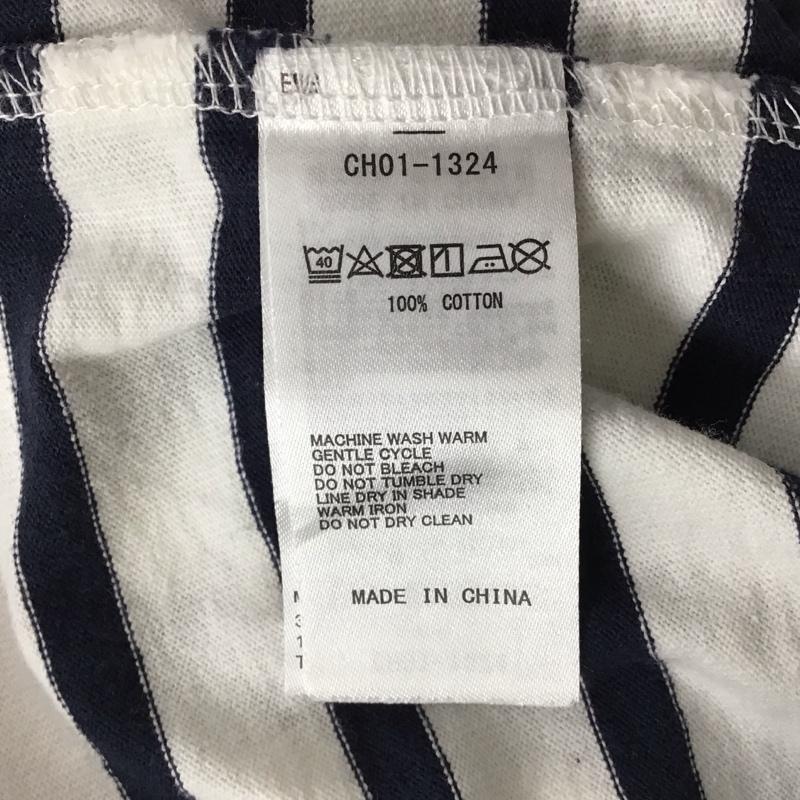 CH01-1324
40
100% COTTON
MACHINE WASH WARM
GENTLE CYCLE
DO NOT BLEACH
DO NOT TUMBLE DRY
LINE DRY IN SHADE
WARM IRON
DO NOT DRY CLEAN
MADE IN CHINA